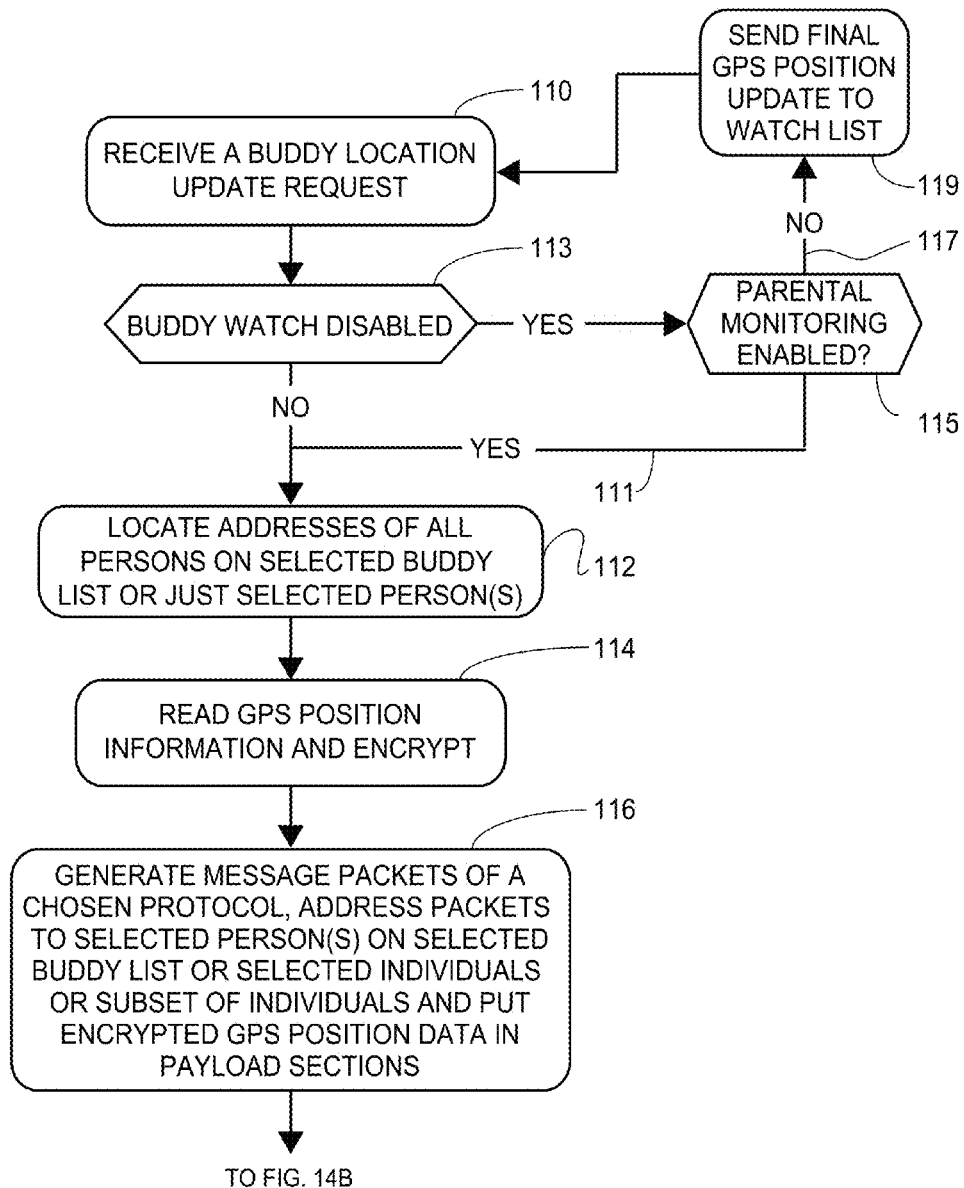 SEND FINAL
GPS POSITION
UPDATE TO
WATCH LIST
119
110
RECEIVE A BUDDY LOCATION
UPDATE REQUEST
NO
117
113
BUDDY WATCH DISABLED
YES
PARENTAL
MONITORING
ENABLED?
115
NO
YES
111
LOCATE ADDRESSES OF ALL
PERSONS ON SELECTED BUDDY
LIST OR JUST SELECTED PERSON(S)
112
114
READ GPS POSITION
INFORMATION AND ENCRYPT
116
GENERATE MESSAGE PACKETS OF A
CHOSEN PROTOCOL, ADDRESS PACKETS
TO SELECTED PERSON(S) ON SELECTED
BUDDY LIST OR SELECTED INDIVIDUALS
OR SUBSET OF INDIVIDUALS AND PUT
ENCRYPTED GPS POSITION DATA IN
PAYLOAD SECTIONS
TO FIG. 14B